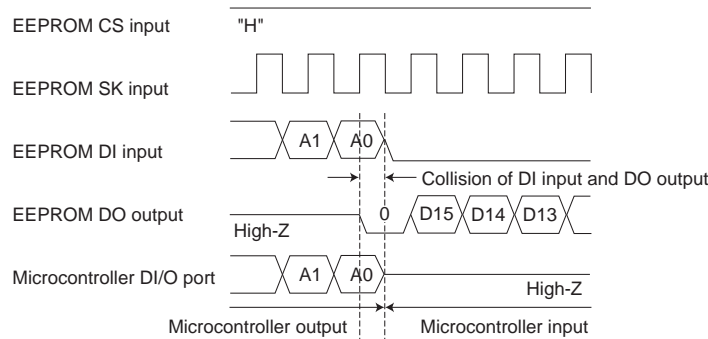 EEPROM CS input "H"
EEPROM SK input
EEPROM DI input A1 A0
Collision of DI input and DO output
EEPROM DO output High-Z 0 D15 D14 D13
Microcontroller DI/O port A1 A0 High-Z
Microcontroller output Microcontroller input